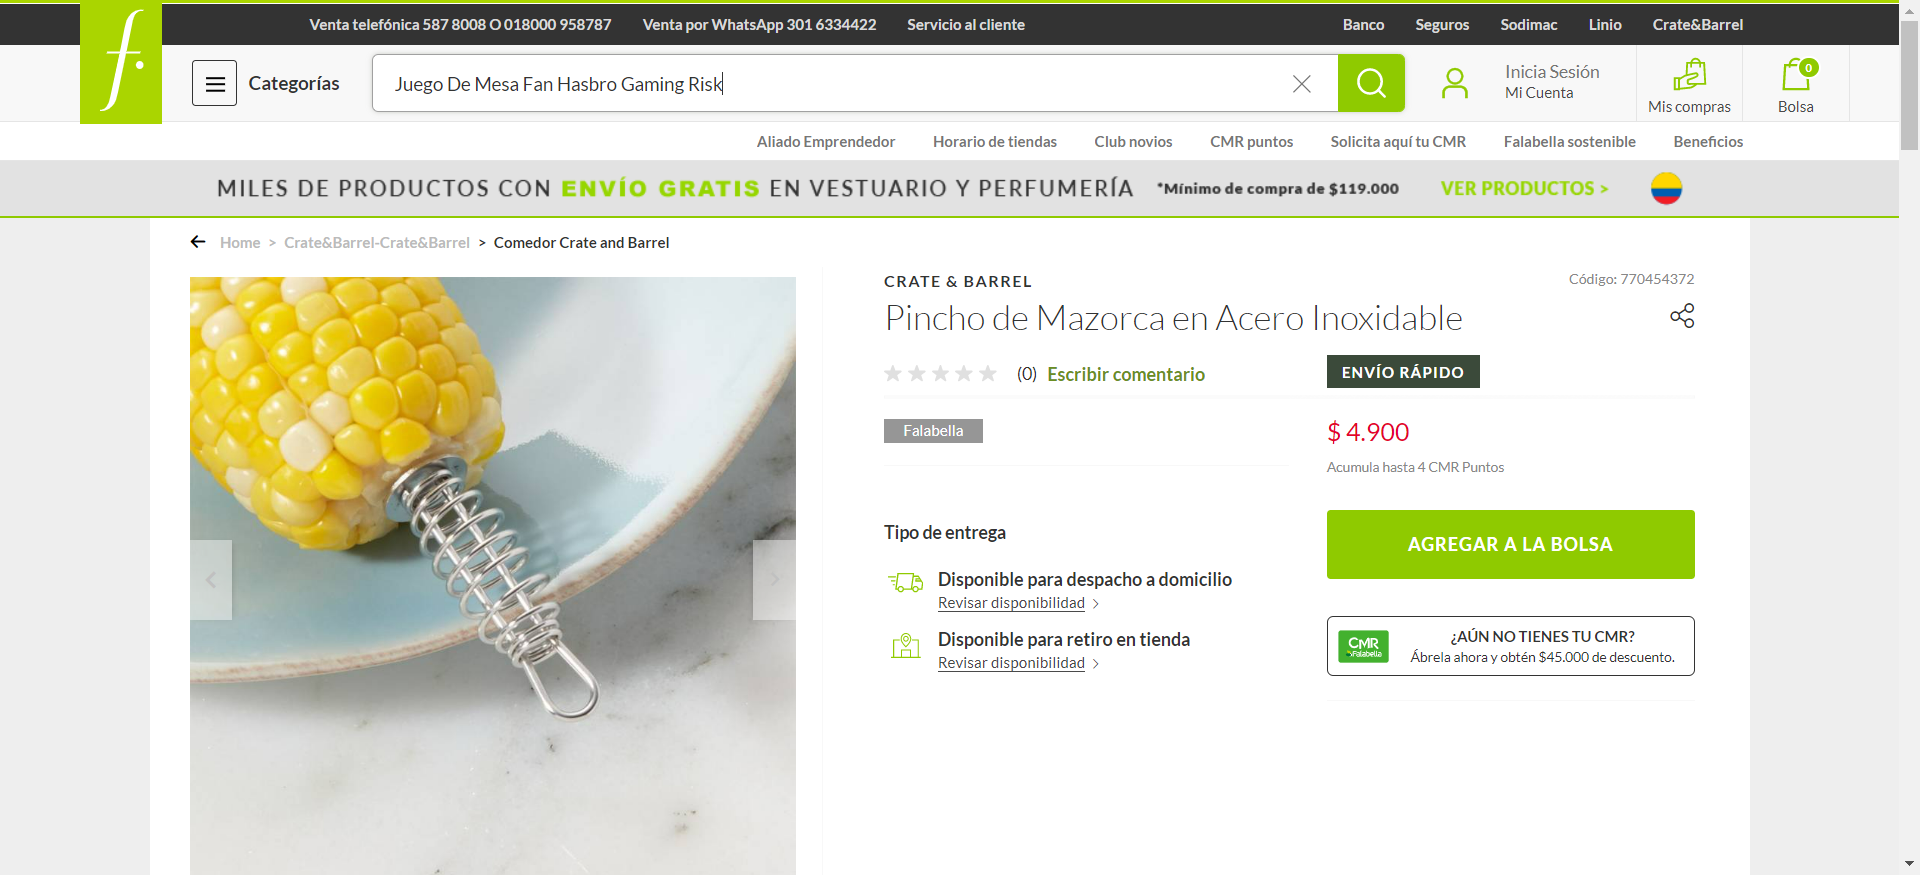 Venta telefónica 587 8008 O 018000 958787
Venta por WhatsApp 301 6334422
Servicio al cliente
Banco
Seguros
Sodimac
Linio
Crate&Barrel
f.
Categorías
Juego De Mesa Fan Hasbro Gaming Risk
Inicia Sesión
Mi Cuenta
Mis compras
0
Bolsa
Aliado Emprendedor
Horario de tiendas
Club novios
CMR puntos
Solicita aquí tu CMR
Falabella sostenible
Beneficios
MILES DE PRODUCTOS CON ENVÍO GRATIS EN VESTUARIO Y PERFUMERÍA *Mínimo de compra de $119.000 VER PRODUCTOS >
Home > Crate&Barrel-Crate&Barrel > Comedor Crate and Barrel
CRATE & BARREL
Código: 770454372
Pincho de Mazorca en Acero Inoxidable
(0) Escribir comentario
ENVÍO RÁPIDO
Falabella
$ 4.900
Acumula hasta 4 CMR Puntos
Tipo de entrega
AGREGAR A LA BOLSA
Disponible para despacho a domicilio
Revisar disponibilidad >
Disponible para retiro en tienda
Revisar disponibilidad >
CMR
Falabella
¿AÚN NO TIENES TU CMR?
Ábrela ahora y obtén $45.000 de descuento.